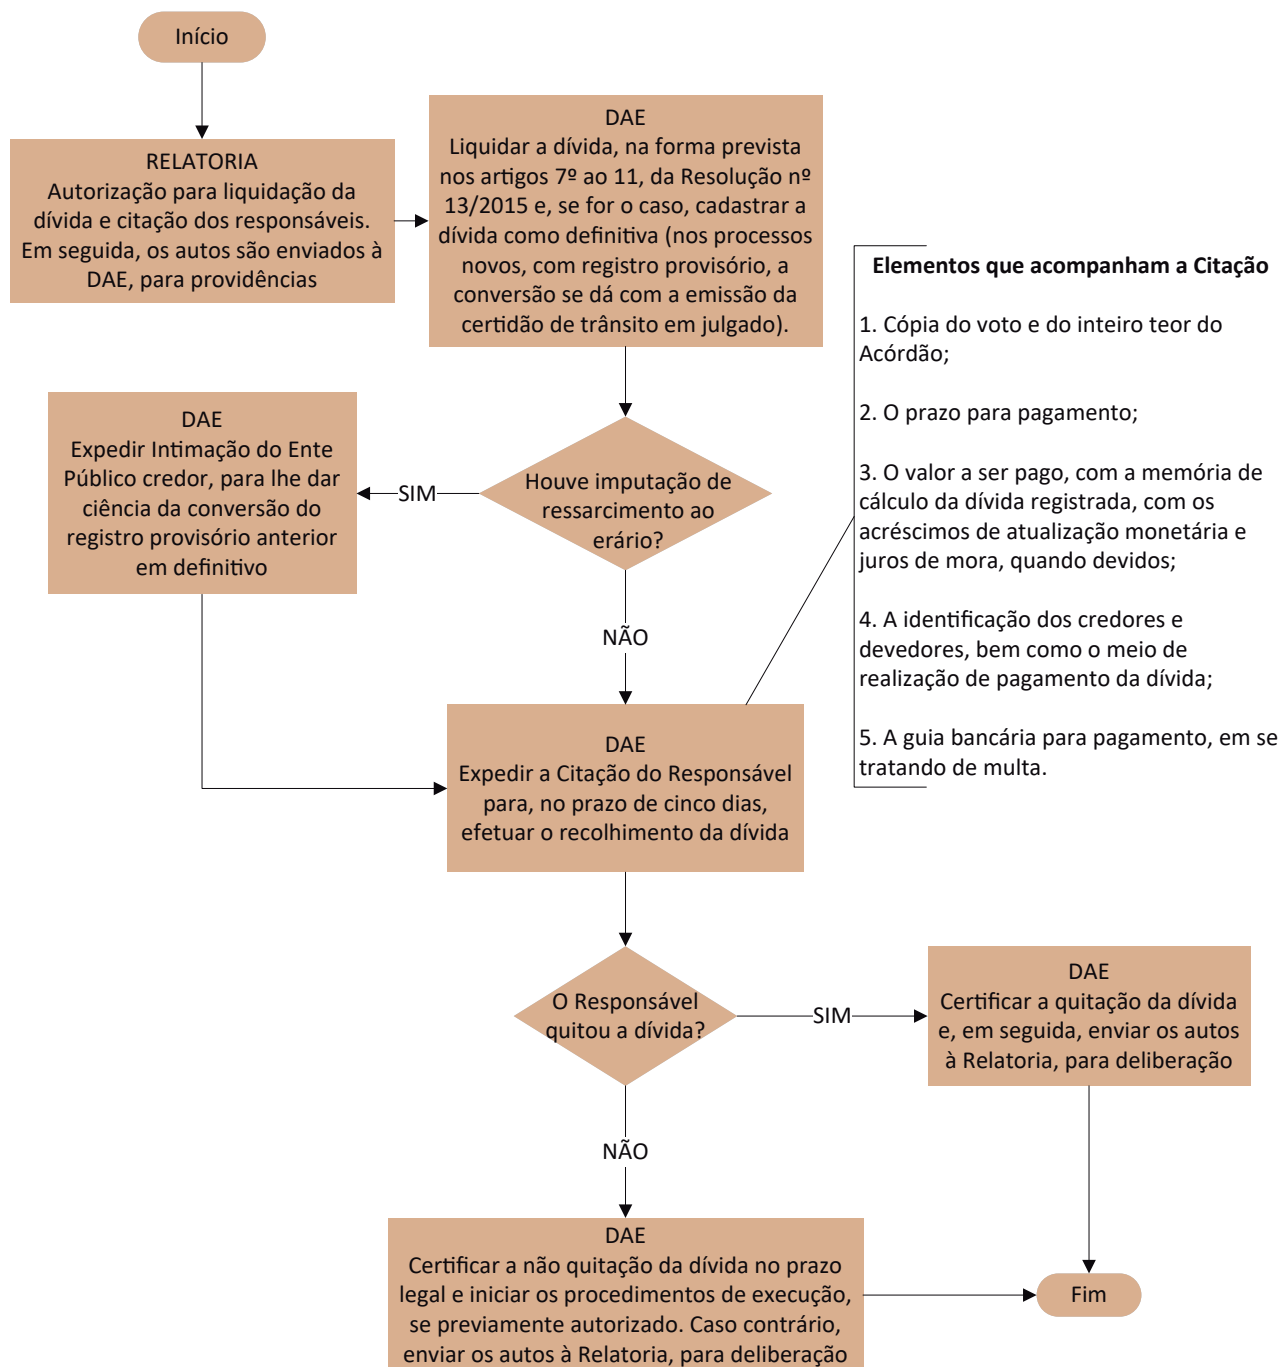 Início
RELATORIA
Autorização para liquidação da
dívida e citação dos responsáveis.
Em seguida, os autos são enviados à
DAE, para providências
DAE
Liquidar a dívida, na forma prevista
nos artigos 7º ao 11, da Resolução nº
13/2015 e, se for o caso, cadastrar a
dívida como definitiva (nos processos
novos, com registro provisório, a
conversão se dá com a emissão da
certidão de trânsito em julgado).
Houve imputação de
ressarcimento ao
erário?
SIM
DAE
Expedir Intimação do Ente
Público credor, para lhe dar
ciência da conversão do
registro provisório anterior
em definitivo
NÃO
DAE
Expedir a Citação do Responsável
para, no prazo de cinco dias,
efetuar o recolhimento da dívida
Elementos que acompanham a Citação
1. Cópia do voto e do inteiro teor do
Acórdão;
2. O prazo para pagamento;
3. O valor a ser pago, com a memória de
cálculo da dívida registrada, com os
acréscimos de atualização monetária e
juros de mora, quando devidos;
4. A identificação dos credores e
devedores, bem como o meio de
realização de pagamento da dívida;
5. A guia bancária para pagamento, em se
tratando de multa.
O Responsável
quitou a dívida?
SIM
DAE
Certificar a quitação da dívida
e, em seguida, enviar os autos
à Relatoria, para deliberação
NÃO
DAE
Certificar a não quitação da dívida no prazo
legal e iniciar os procedimentos de execução,
se previamente autorizado. Caso contrário,
enviar os autos à Relatoria, para deliberação
Fim